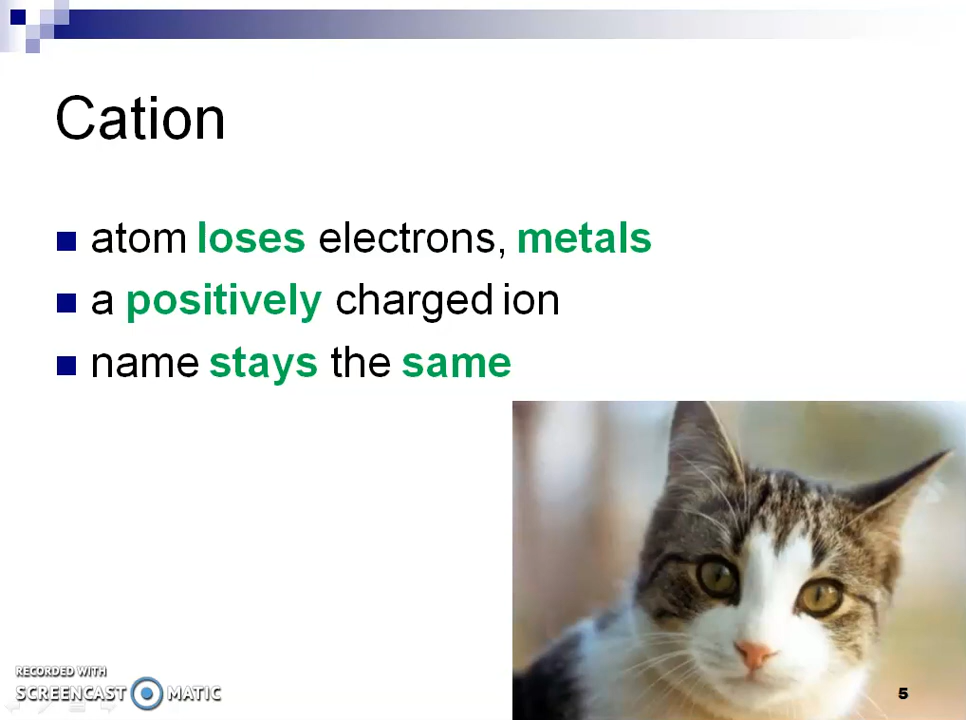 Cation
atom loses electrons, metals
a positively charged ion
name stays the same
RECORDED WITH
SCREENCAST MATIC
5